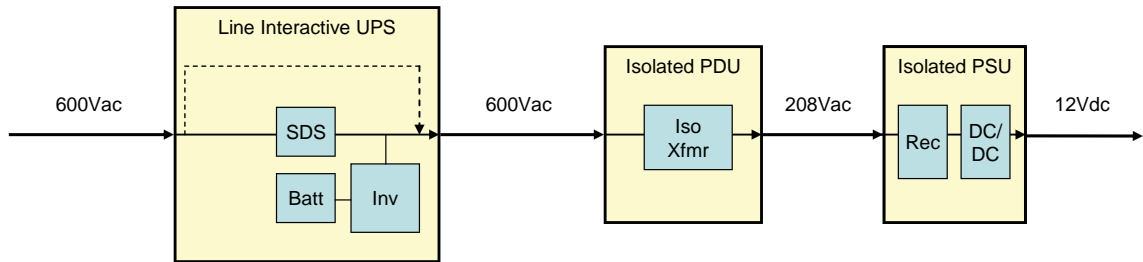 Line Interactive UPS
600Vac
SDS
Batt
Inv
600Vac
Isolated PDU
Iso
Xfmr
208Vac
Isolated PSU
Rec
DC/
DC
12Vdc